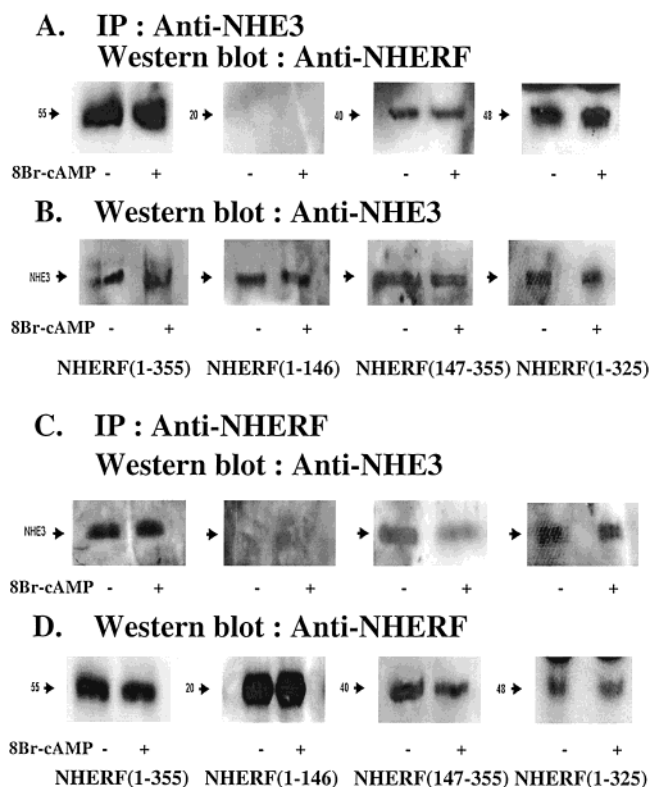 A. IP : Anti-NHE3
Western blot : Anti-NHERF
55 20 40 48
8Br-cAMP - + - + - + - +
B. Western blot : Anti-NHE3
NHE3
8Br-cAMP - + - + - + - +
NHERF(1-355) NHERF(1-146) NHERF(147-355) NHERF(1-325)
C. IP : Anti-NHERF
Western blot : Anti-NHE3
NHE3
8Br-cAMP - + - + - + - +
D. Western blot : Anti-NHERF
55 20 40 48
8Br-cAMP - + - + - + - +
NHERF(1-355) NHERF(1-146) NHERF(147-355) NHERF(1-325)